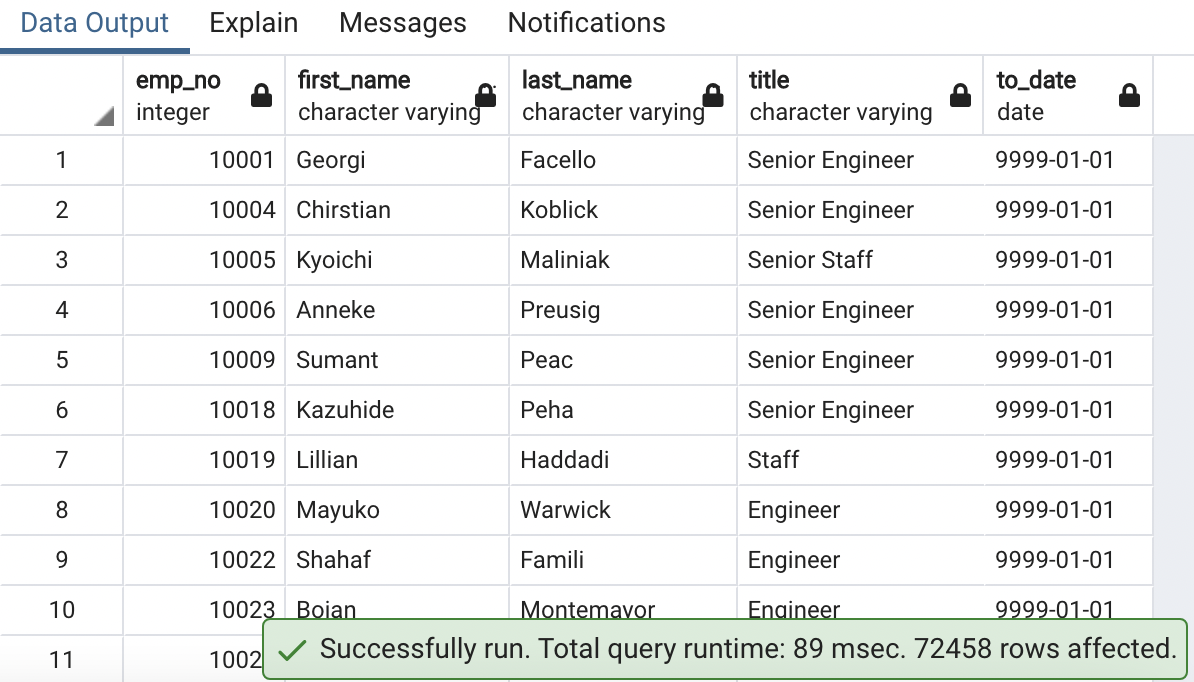 Data Output Explain Messages Notifications
emp_no first_name last_name title to_date
integer character varying character varying character varying date
1 10001 Georgi Facello Senior Engineer 9999-01-01
2 10004 Chirstian Koblick Senior Engineer 9999-01-01
3 10005 Kyoichi Maliniak Senior Staff 9999-01-01
4 10006 Anneke Preusig Senior Engineer 9999-01-01
5 10009 Sumant Peac Senior Engineer 9999-01-01
6 10018 Kazuhide Peha Senior Engineer 9999-01-01
7 10019 Lillian Haddadi Staff 9999-01-01
8 10020 Mayuko Warwick Engineer 9999-01-01
9 10022 Shahaf Famili Engineer 9999-01-01
10 10023 Bojan Montemayor Engineer 9999-01-01
11
Successfully run. Total query runtime: 89 msec. 72458 rows affected.